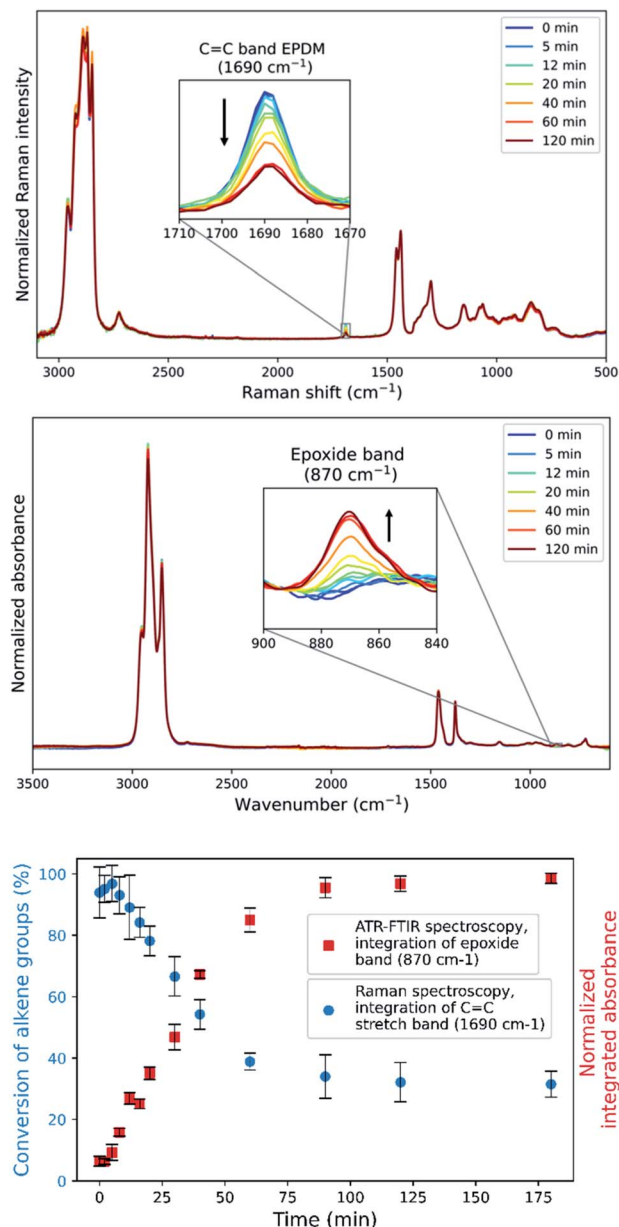 C=C band EPDM
(1690 cm⁻¹)
0 min
5 min
12 min
20 min
40 min
60 min
120 min
Normalized Raman intensity
1710 1700 1690 1680 1670
3000 2500 2000 1500 1000 500
Raman shift (cm⁻¹)
0 min
5 min
12 min
20 min
40 min
60 min
120 min
Epoxide band
(870 cm⁻¹)
Normalized absorbance
900 880 860 840
3500 3000 2500 2000 1500 1000
Wavenumber (cm⁻¹)
Conversion of alkene groups (%)
100
80
60
40
20
0
ATR-FTIR spectroscopy,
integration of epoxide
band (870 cm-1)
Raman spectroscopy,
integration of C=C
stretch band (1690 cm-1)
Normalized
integrated absorbance
0 25 50 75 100 125 150 175
Time (min)